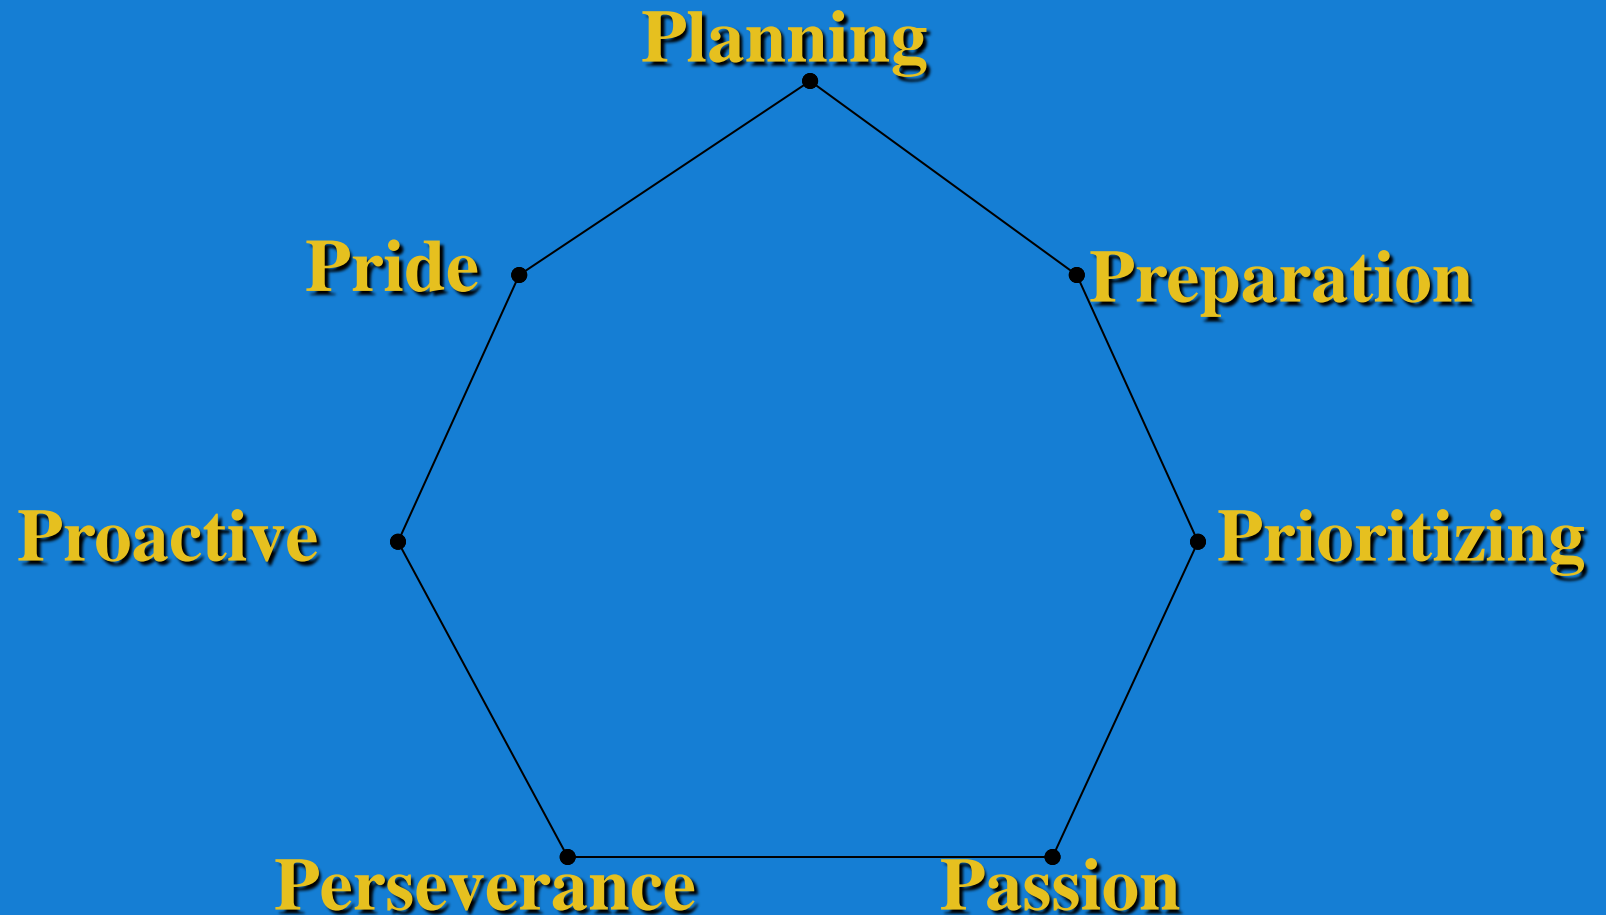 Planning
Pride
Preparation
Proactive
Prioritizing
Perseverance
Passion